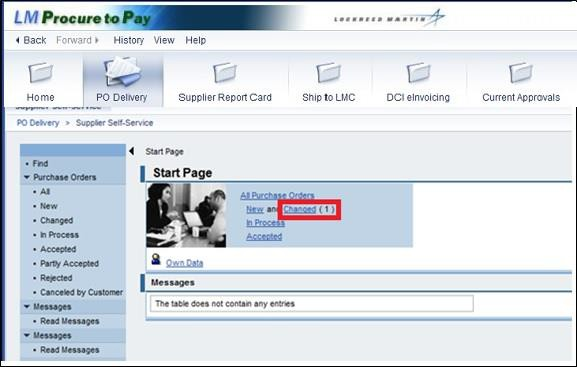 LM Procure to Pay
LOCKHEED MARTIN
Back Forward History View Help
Home PO Delivery Supplier Report Card Ship to LMC DCI eInvoicing Current Approvals
Supplier Self-Service
PO Delivery > Supplier Self-Service
Find
Purchase Orders
All
New
Changed
In Process
Accepted
Partly Accepted
Rejected
Canceled by Customer
Messages
Read Messages
Messages
Read Messages
Start Page
Start Page
All Purchase Orders
New and Changed ( 1 )
In Process
Accepted
Own Data
Messages
The table does not contain any entries